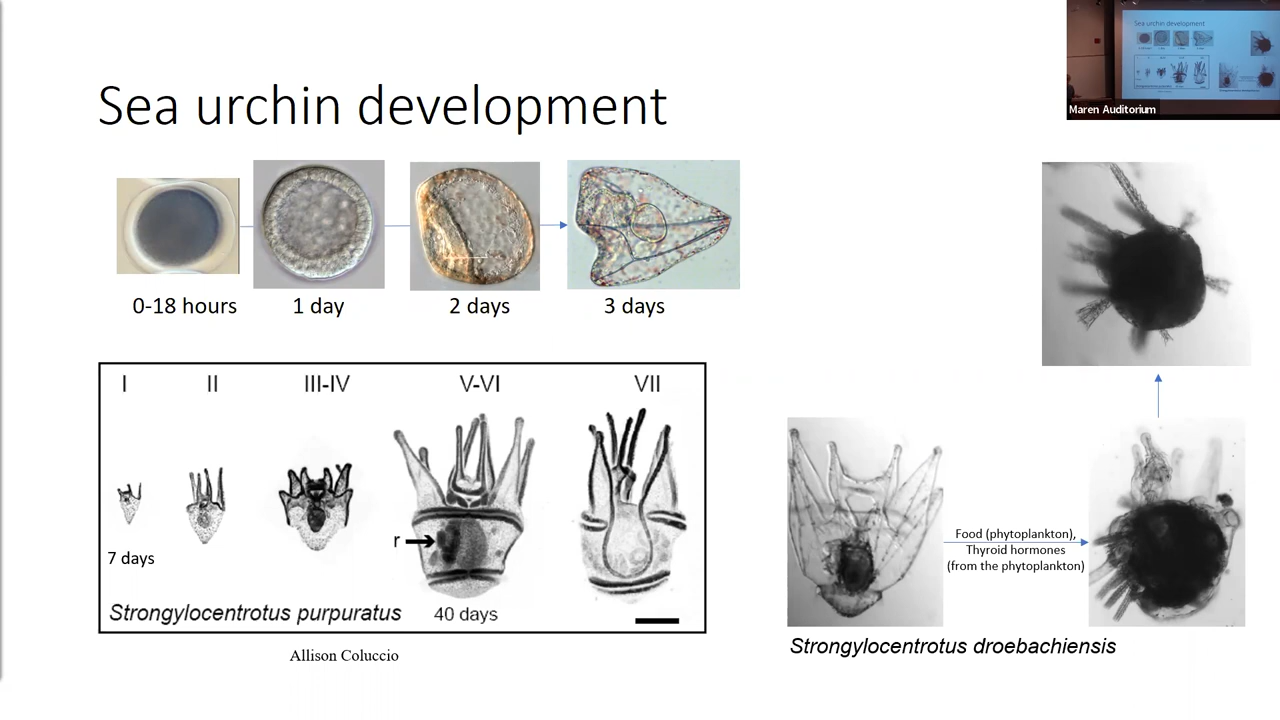 Sea urchin development
Maren Auditorium
Sea urchin development
0-18 hours
1 day
2 days
3 days
I
II
III-IV
V-VI
VII
r
7 days
Strongylocentrotus purpuratus
40 days
Allison Coluccio
Food (phytoplankton),
Thyroid hormones
(from the phytoplankton)
Strongylocentrotus droebachiensis